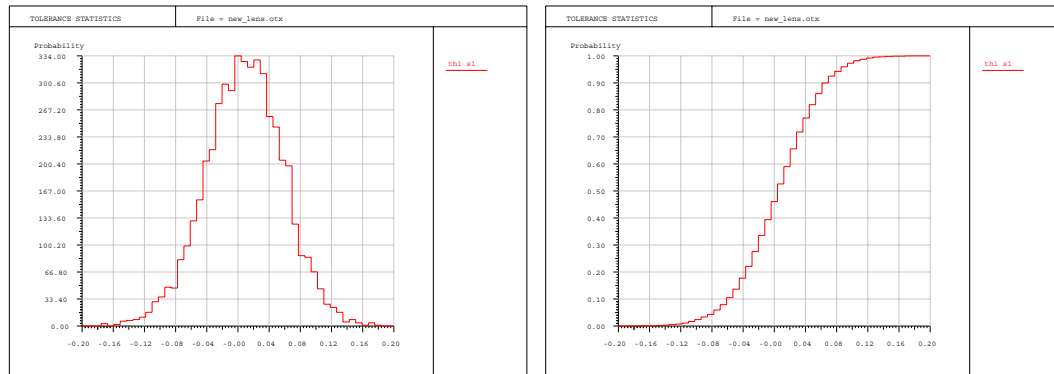 TOLERANCE STATISTICS File = new_lens.otx
Probability
334.00
300.60
267.20
233.80
200.40
167.00
133.60
100.20
66.80
33.40
0.00
-0.20 -0.16 -0.12 -0.08 -0.04 -0.00 0.04 0.08 0.12 0.16 0.20
thi s1
TOLERANCE STATISTICS File = new_lens.otx
Probability
1.00
0.90
0.80
0.70
0.60
0.50
0.40
0.30
0.20
0.10
0.00
-0.20 -0.16 -0.12 -0.08 -0.04 -0.00 0.04 0.08 0.12 0.16 0.20
thi s1